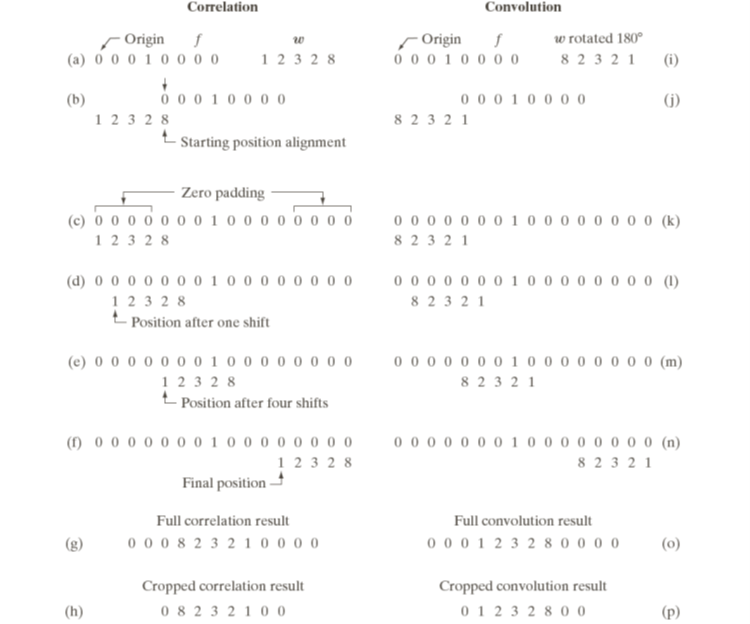 Correlation Convolution
Origin f w Origin f w rotated 180°
(a) 0 0 0 1 0 0 0 0 1 2 3 2 8 0 0 0 1 0 0 0 0 8 2 3 2 1 (i)
(b) 0 0 0 1 0 0 0 0 0 0 0 1 0 0 0 0 (j)
1 2 3 2 8 8 2 3 2 1
Starting position alignment
Zero padding
(c) 0 0 0 0 0 0 0 1 0 0 0 0 0 0 0 0 0 0 0 0 0 0 0 1 0 0 0 0 0 0 0 0 (k)
1 2 3 2 8 8 2 3 2 1
(d) 0 0 0 0 0 0 0 1 0 0 0 0 0 0 0 0 0 0 0 0 0 0 0 1 0 0 0 0 0 0 0 0 (l)
1 2 3 2 8 8 2 3 2 1
Position after one shift
(e) 0 0 0 0 0 0 0 1 0 0 0 0 0 0 0 0 0 0 0 0 0 0 0 1 0 0 0 0 0 0 0 0 (m)
1 2 3 2 8 8 2 3 2 1
Position after four shifts
(f) 0 0 0 0 0 0 0 1 0 0 0 0 0 0 0 0 0 0 0 0 0 0 0 1 0 0 0 0 0 0 0 0 (n)
1 2 3 2 8 8 2 3 2 1
Final position
Full correlation result Full convolution result
(g) 0 0 0 8 2 3 2 1 0 0 0 0 0 0 0 1 2 3 2 8 0 0 0 0 (o)
Cropped correlation result Cropped convolution result
(h) 0 8 2 3 2 1 0 0 0 1 2 3 2 8 0 0 (p)